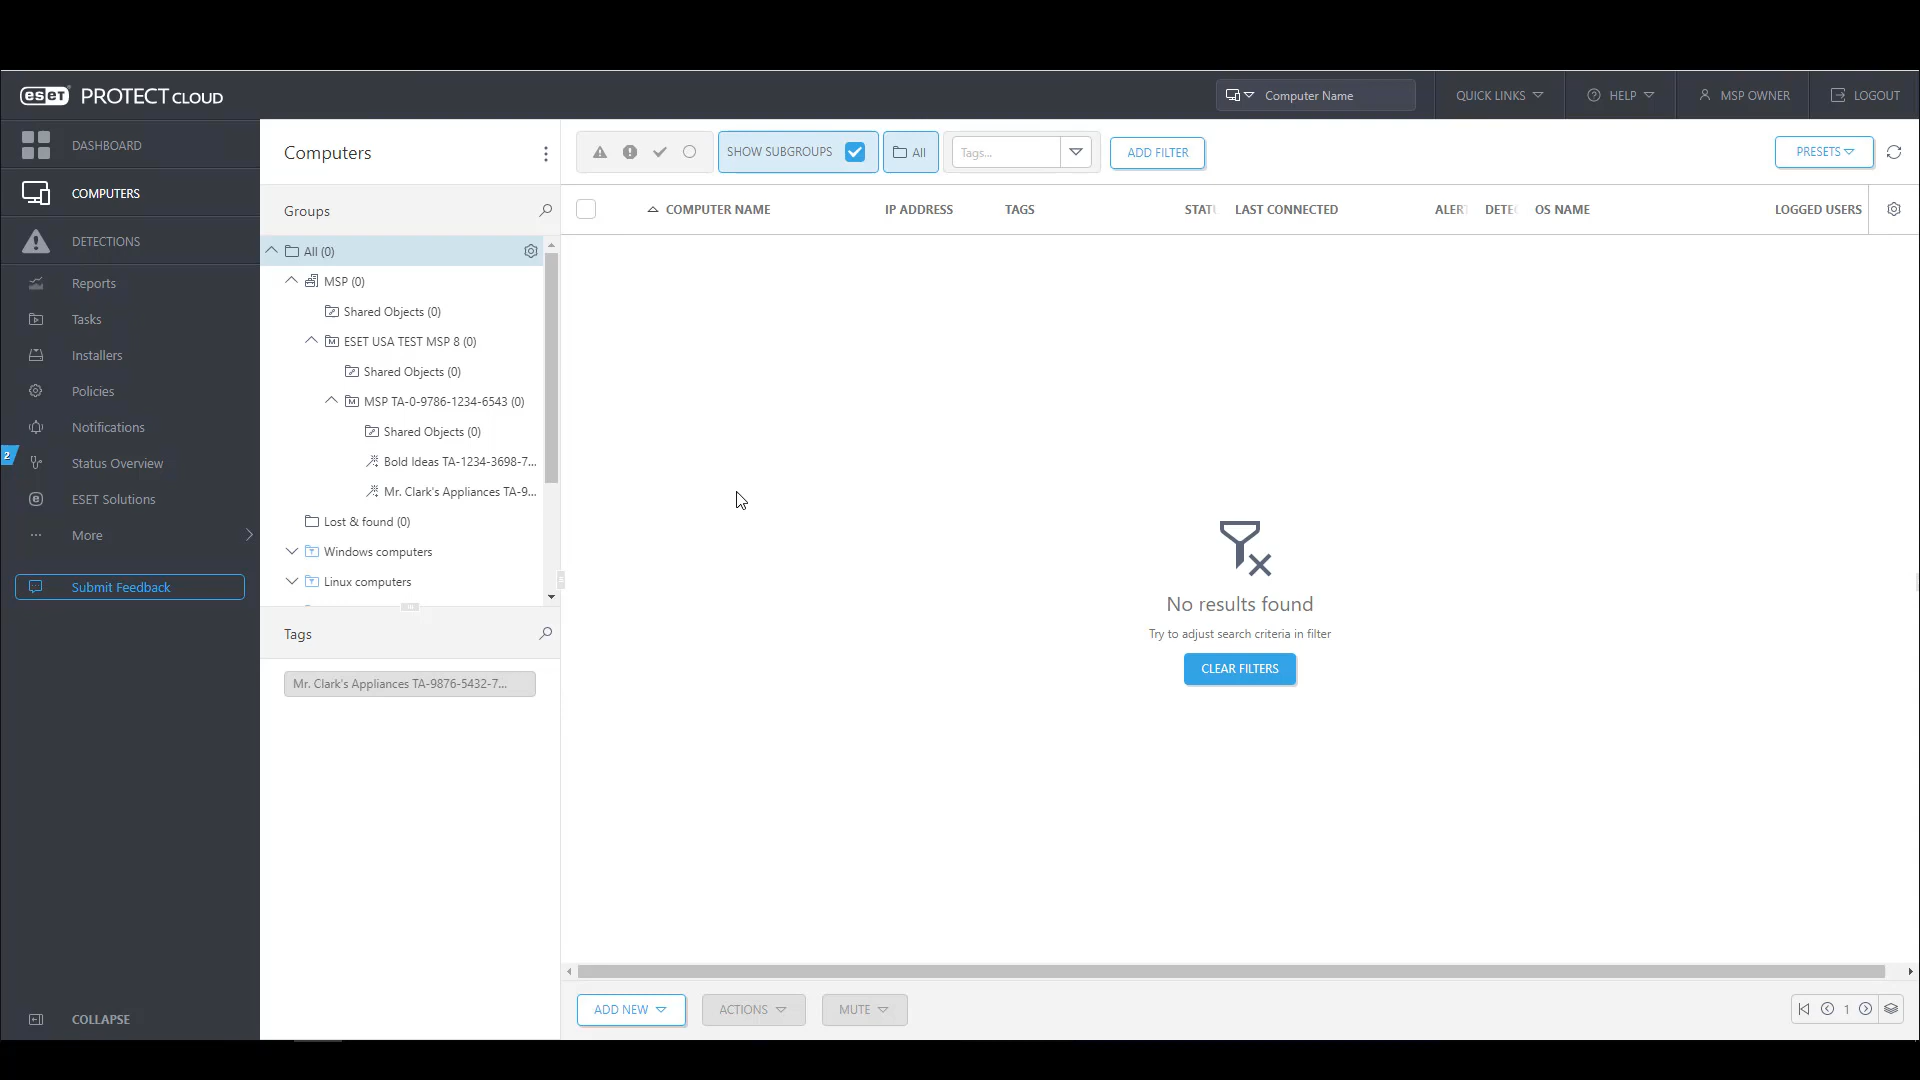 eseT PROTECT CLOUD
Computer Name
QUICK LINKS
HELP
MSP OWNER
LOGOUT
DASHBOARD
COMPUTERS
DETECTIONS
Reports
Tasks
Installers
Policies
Notifications
2
Status Overview
ESET Solutions
More
Submit Feedback
COLLAPSE
Computers
Groups
All (0)
MSP (0)
Shared Objects (0)
ESET USA TEST MSP 8 (0)
Shared Objects (0)
MSP TA-0-9786-1234-6543 (0)
Shared Objects (0)
Bold Ideas TA-1234-3698-7...
Mr. Clark's Appliances TA-9...
Lost & found (0)
Windows computers
Linux computers
Tags
Mr. Clark's Appliances TA-9876-5432-7...
SHOW SUBGROUPS
All
Tags...
ADD FILTER
PRESETS
COMPUTER NAME IP ADDRESS TAGS STATU LAST CONNECTED ALERT DETEC OS NAME LOGGED USERS
No results found
Try to adjust search criteria in filter
CLEAR FILTERS
ADD NEW
ACTIONS
MUTE
1